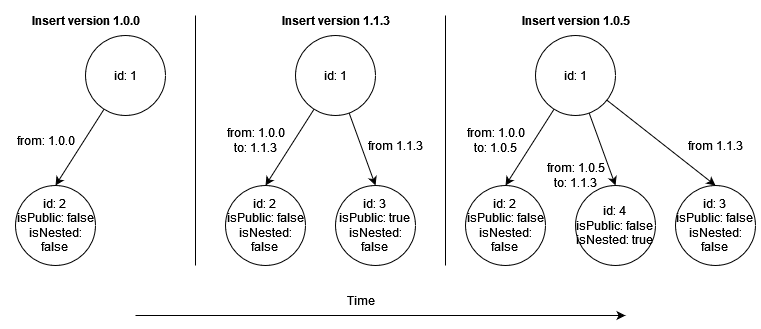 Insert version 1.0.0
id: 1
from: 1.0.0
id: 2
isPublic: false
isNested:
false
Insert version 1.1.3
id: 1
from: 1.0.0
to: 1.1.3
from 1.1.3
id: 2
isPublic: false
isNested:
false
id: 3
isPublic: true
isNested:
false
Insert version 1.0.5
id: 1
from: 1.0.0
to: 1.0.5
from: 1.0.5
to: 1.1.3
from 1.1.3
id: 2
isPublic: false
isNested:
false
id: 4
isPublic: false
isNested: true
id: 3
isPublic: false
isNested:
false
Time